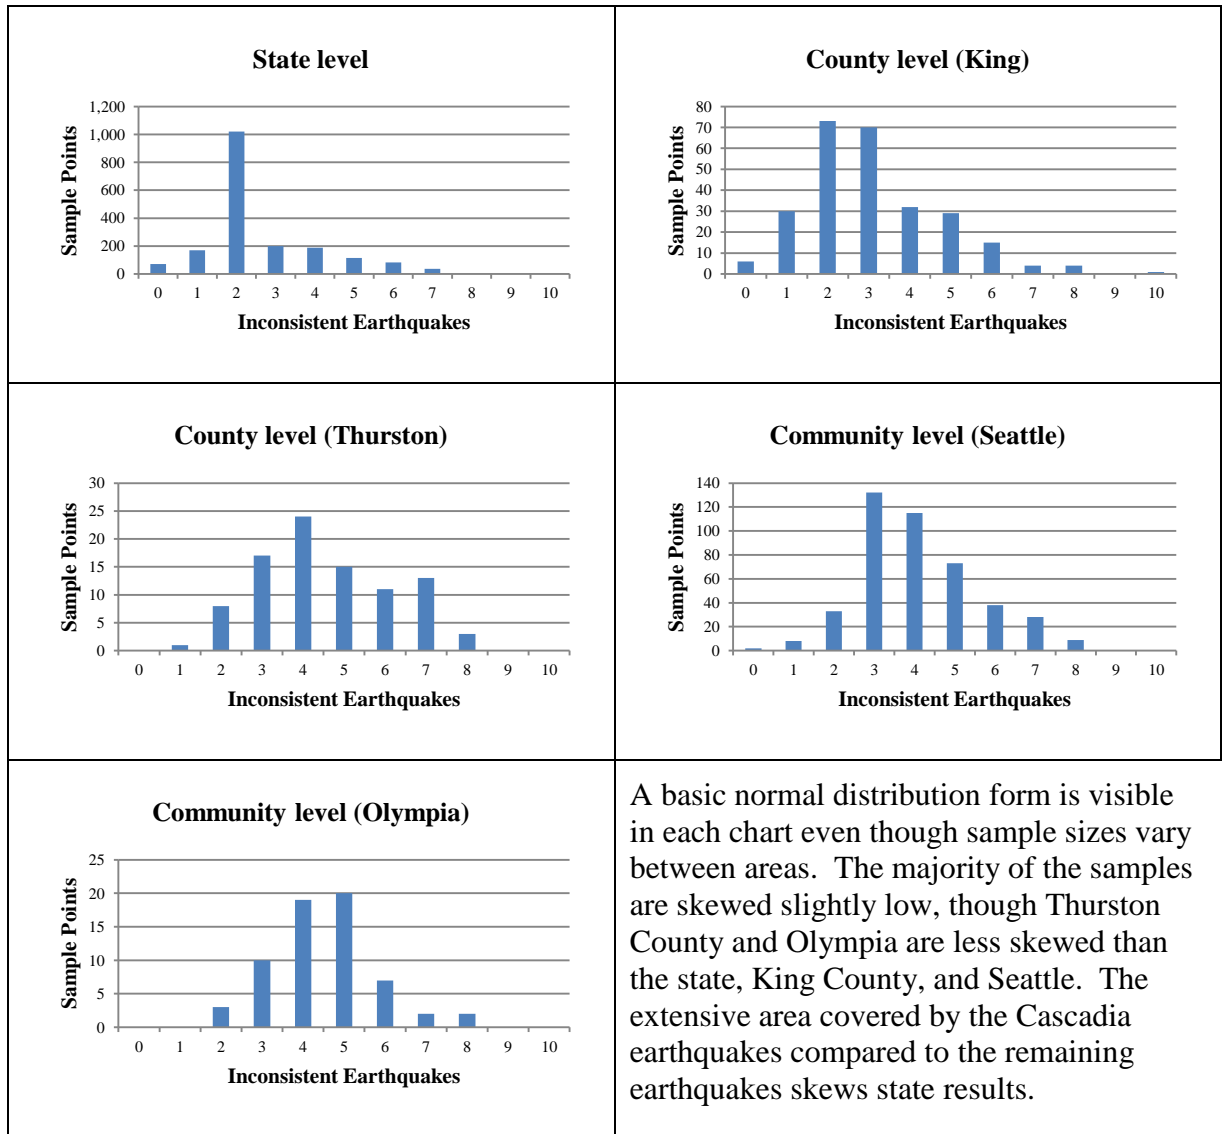 State level
1,200
1,000
800
600
400
200
0
Sample Points
0 1 2 3 4 5 6 7 8 9 10
Inconsistent Earthquakes
County level (King)
80
70
60
50
40
30
20
10
0
Sample Points
0 1 2 3 4 5 6 7 8 9 10
Inconsistent Earthquakes
County level (Thurston)
30
25
20
15
10
5
0
Sample Points
0 1 2 3 4 5 6 7 8 9 10
Inconsistent Earthquakes
Community level (Seattle)
140
120
100
80
60
40
20
0
Sample Points
0 1 2 3 4 5 6 7 8 9 10
Inconsistent Earthquakes
Community level (Olympia)
25
20
15
10
5
0
Sample Points
0 1 2 3 4 5 6 7 8 9 10
Inconsistent Earthquakes
A basic normal distribution form is visible
in each chart even though sample sizes vary
between areas. The majority of the samples
are skewed slightly low, though Thurston
County and Olympia are less skewed than
the state, King County, and Seattle. The
extensive area covered by the Cascadia
earthquakes compared to the remaining
earthquakes skews state results.